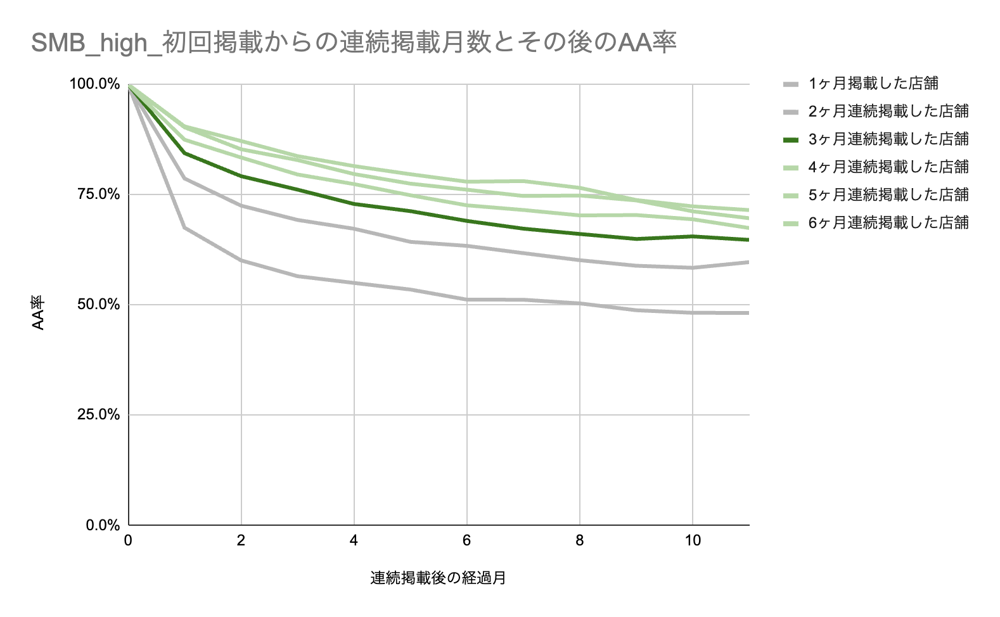 SMB_high_初回掲載からの連続掲載月数とその後のAA率
100.0%
75.0%
50.0%
25.0%
0.0%
AA率
0 2 4 6 8 10
連続掲載後の経過月
1ヶ月掲載した店舗
2ヶ月連続掲載した店舗
3ヶ月連続掲載した店舗
4ヶ月連続掲載した店舗
5ヶ月連続掲載した店舗
6ヶ月連続掲載した店舗